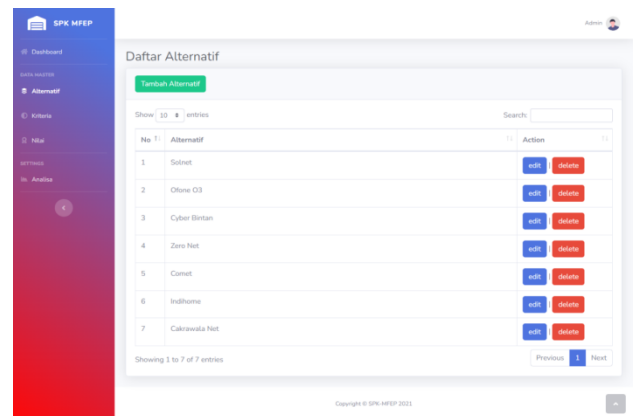 SPK MFEP
Admin
Dashboard
DATA MASTER
Alternatif
Kriteria
Nilai
SETTINGS
Analisa
Daftar Alternatif
Tambah Alternatif
Show 10 entries
Search:
No Alternatif Action
1 Solnet edit | delete
2 Ofone O3 edit | delete
3 Cyber Bintan edit | delete
4 Zero Net edit | delete
5 Comet edit | delete
6 Indihome edit | delete
7 Cakrawala Net edit | delete
Showing 1 to 7 of 7 entries
Previous 1 Next
Copyright © SPK-MFEP 2021